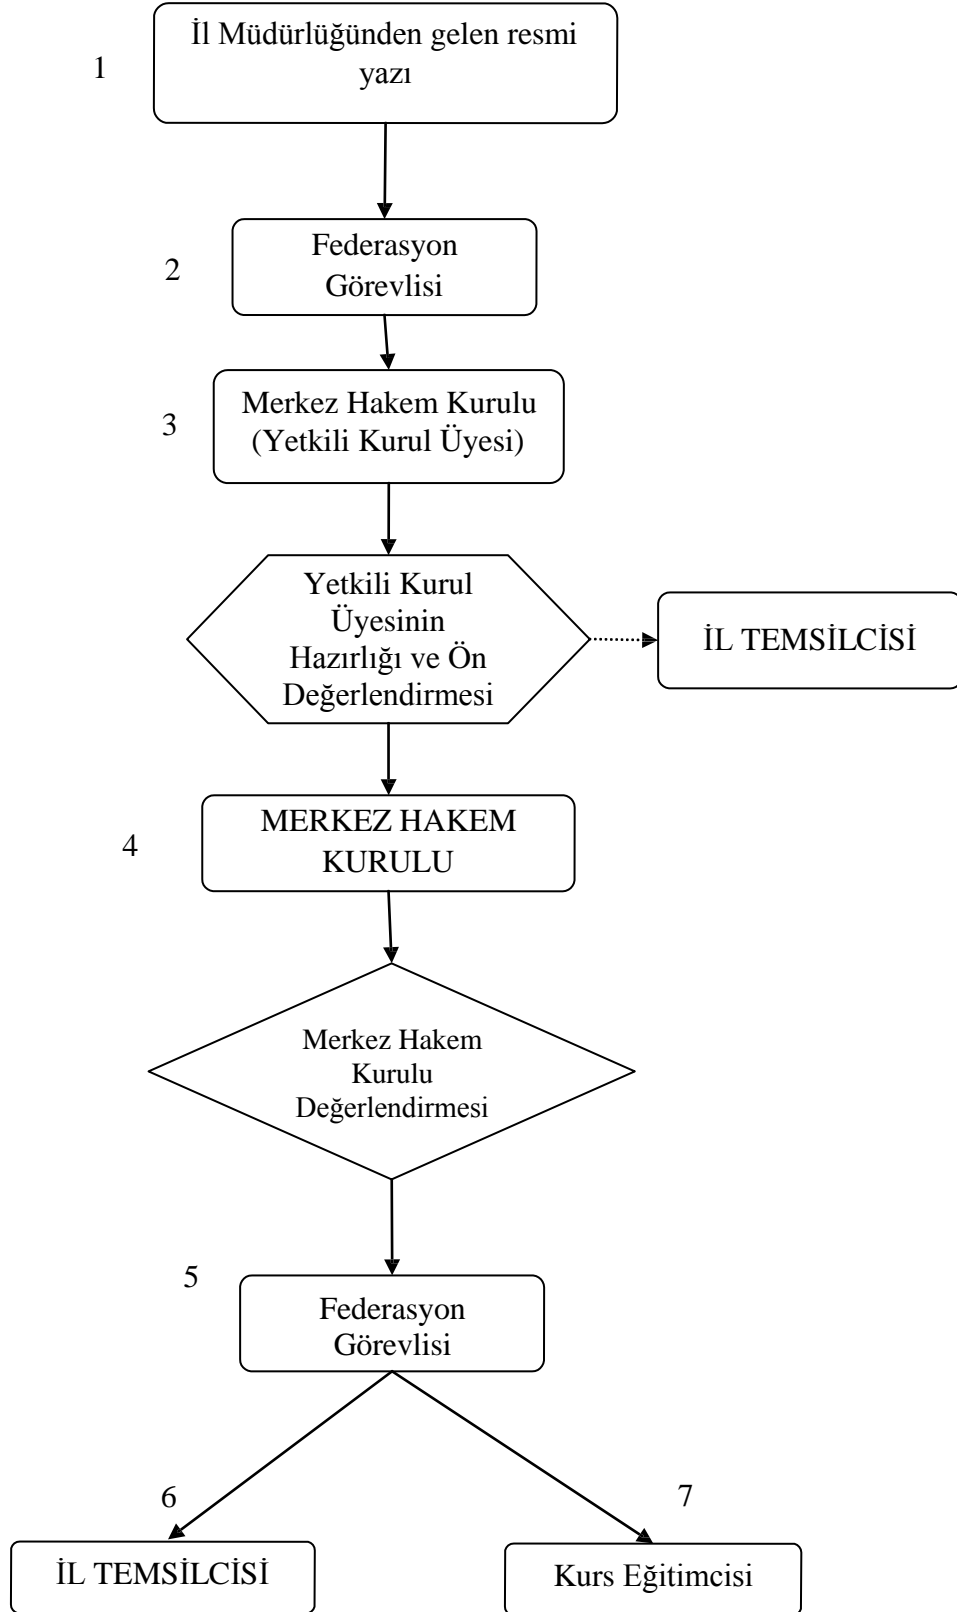 İl Müdürlüğünden gelen resmi
yazı
1
Federasyon
Görevlisi
2
Merkez Hakem Kurulu
(Yetkili Kurul Üyesi)
3
Yetkili Kurul
Üyesinin
Hazırlığı ve Ön
Değerlendirmesi
İL TEMSİLCİSİ
MERKEZ HAKEM
KURULU
4
Merkez Hakem
Kurulu
Değerlendirmesi
5
Federasyon
Görevlisi
6
7
İL TEMSİLCİSİ
Kurs Eğitimcisi